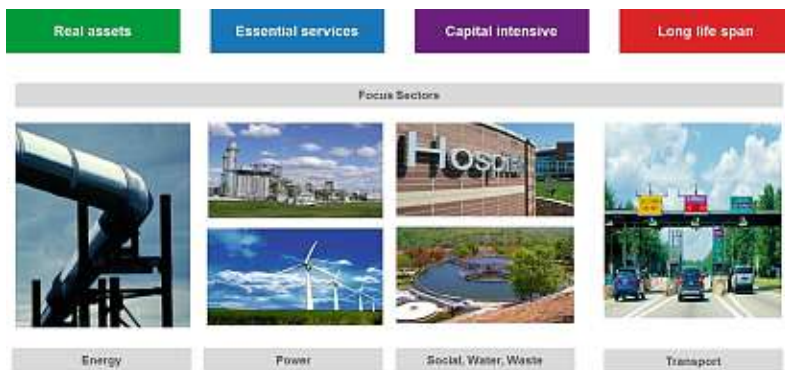 Real assets
Essential services
Capital intensive
Long life span
Focus Sectors
Hospi
Energy
Power
Social, Water, Waste
Transport